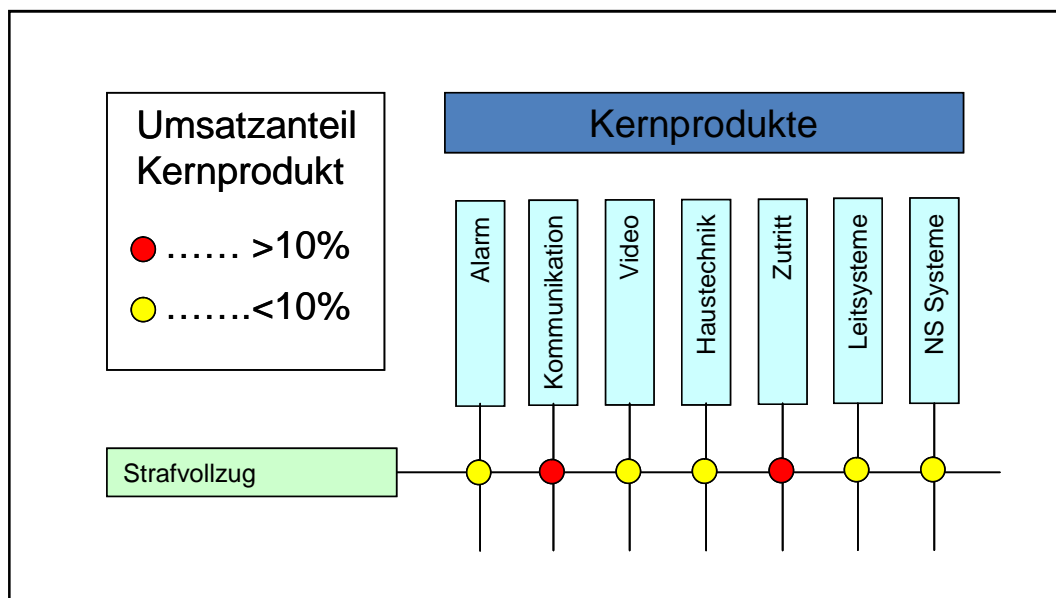 Umsatzanteil
Kernprodukt
...... >10%
.......<10%
Kernprodukte
Alarm
Kommunikation
Video
Haustechnik
Zutritt
Leitsysteme
NS Systeme
Strafvollzug